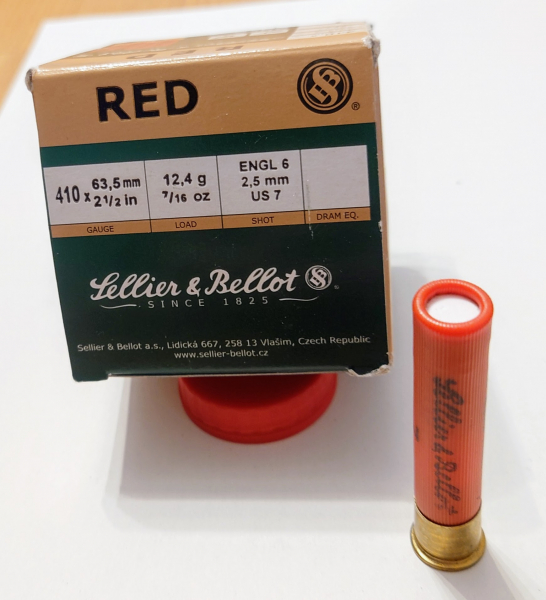 RED
S&B
®
410 x 63,5 mm
2 1/2 in
12,4 g
7/16 oz
ENGL 6
2,5 mm
US 7
GAUGE
LOAD
SHOT
DRAM EQ.
Sellier & Bellot S&B ®
SINCE 1825
Sellier & Bellot a.s., Lidická 667, 258 13 Vlašim, Czech Republic
www.sellier-bellot.cz
Sellier & Bellot